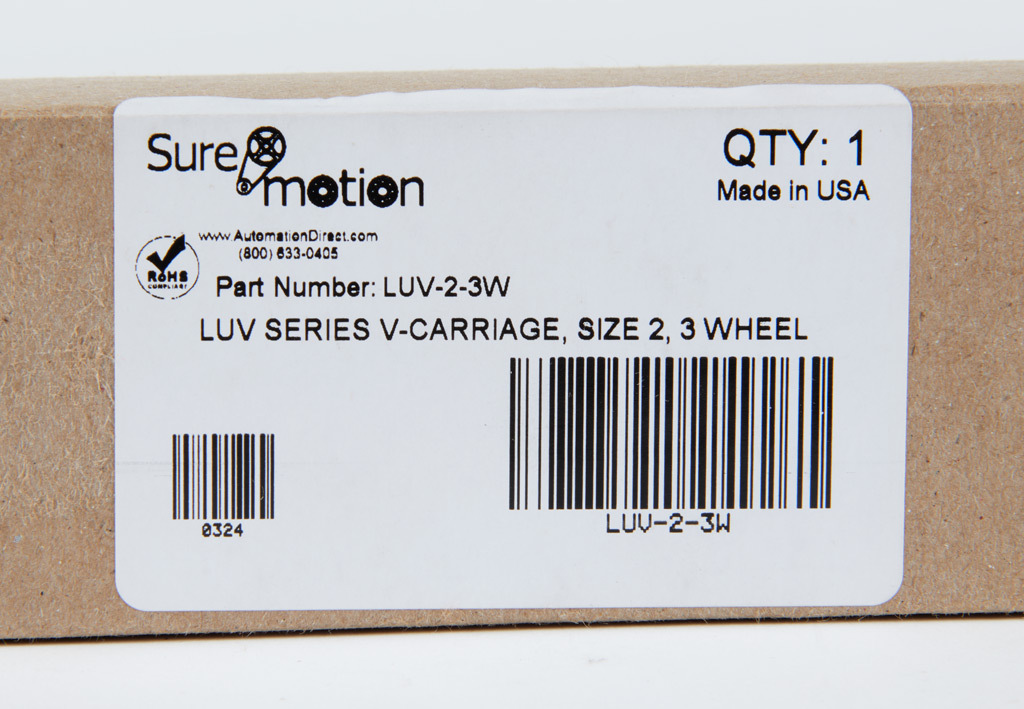 Sure motion
QTY: 1
Made in USA
www.AutomationDirect.com
(800) 633-0405
RoHS
COMPLIANT
Part Number: LUV-2-3W
LUV SERIES V-CARRIAGE, SIZE 2, 3 WHEEL
0324
LUV-2-3W